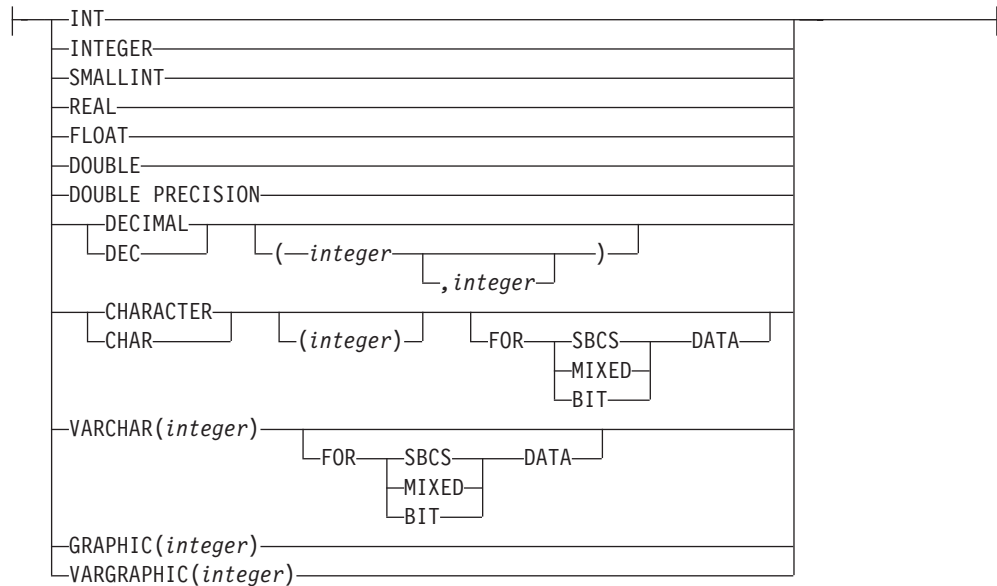 INT
INTEGER
SMALLINT
REAL
FLOAT
DOUBLE
DOUBLE PRECISION
DECIMAL
DEC
( integer )
,integer
CHARACTER
CHAR
(integer)
FOR SBCS DATA
MIXED
BIT
VARCHAR(integer)
FOR SBCS DATA
MIXED
BIT
GRAPHIC(integer)
VARGRAPHIC(integer)